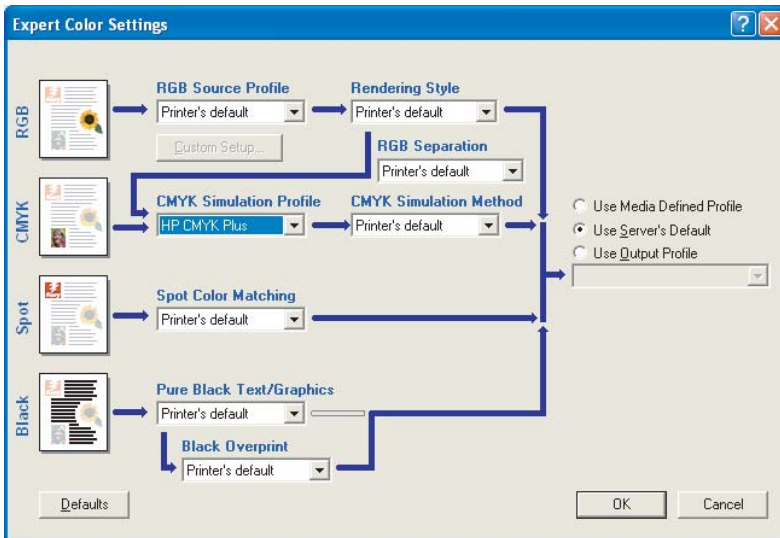 Expert Color Settings
RGB
RGB Source Profile
Printer's default
Custom Setup...
Rendering Style
Printer's default
RGB Separation
Printer's default
CMYK
CMYK Simulation Profile
HP CMYK Plus
CMYK Simulation Method
Printer's default
Use Media Defined Profile
Use Server's Default
Use Output Profile
Spot
Spot Color Matching
Printer's default
Black
Pure Black Text/Graphics
Printer's default
Black Overprint
Printer's default
Defaults
OK
Cancel